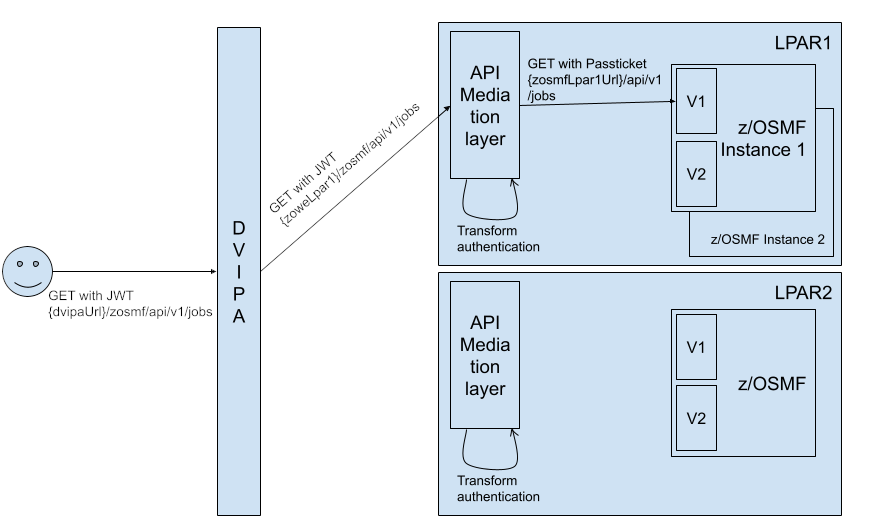 GET with JWT
{dvipaUrl}/zosmf/api/v1/jobs
D
V
I
P
A
GET with JWT
{zoweLpar1}/zosmf/api/v1/jobs
LPAR1
API
Media
tion
layer
Transform
authentication
GET with Passticket
{zosmfLpar1Url}/api/v1
/jobs
V1
V2
z/OSMF
Instance 1
z/OSMF Instance 2
LPAR2
API
Media
tion
layer
Transform
authentication
V1
V2
z/OSMF